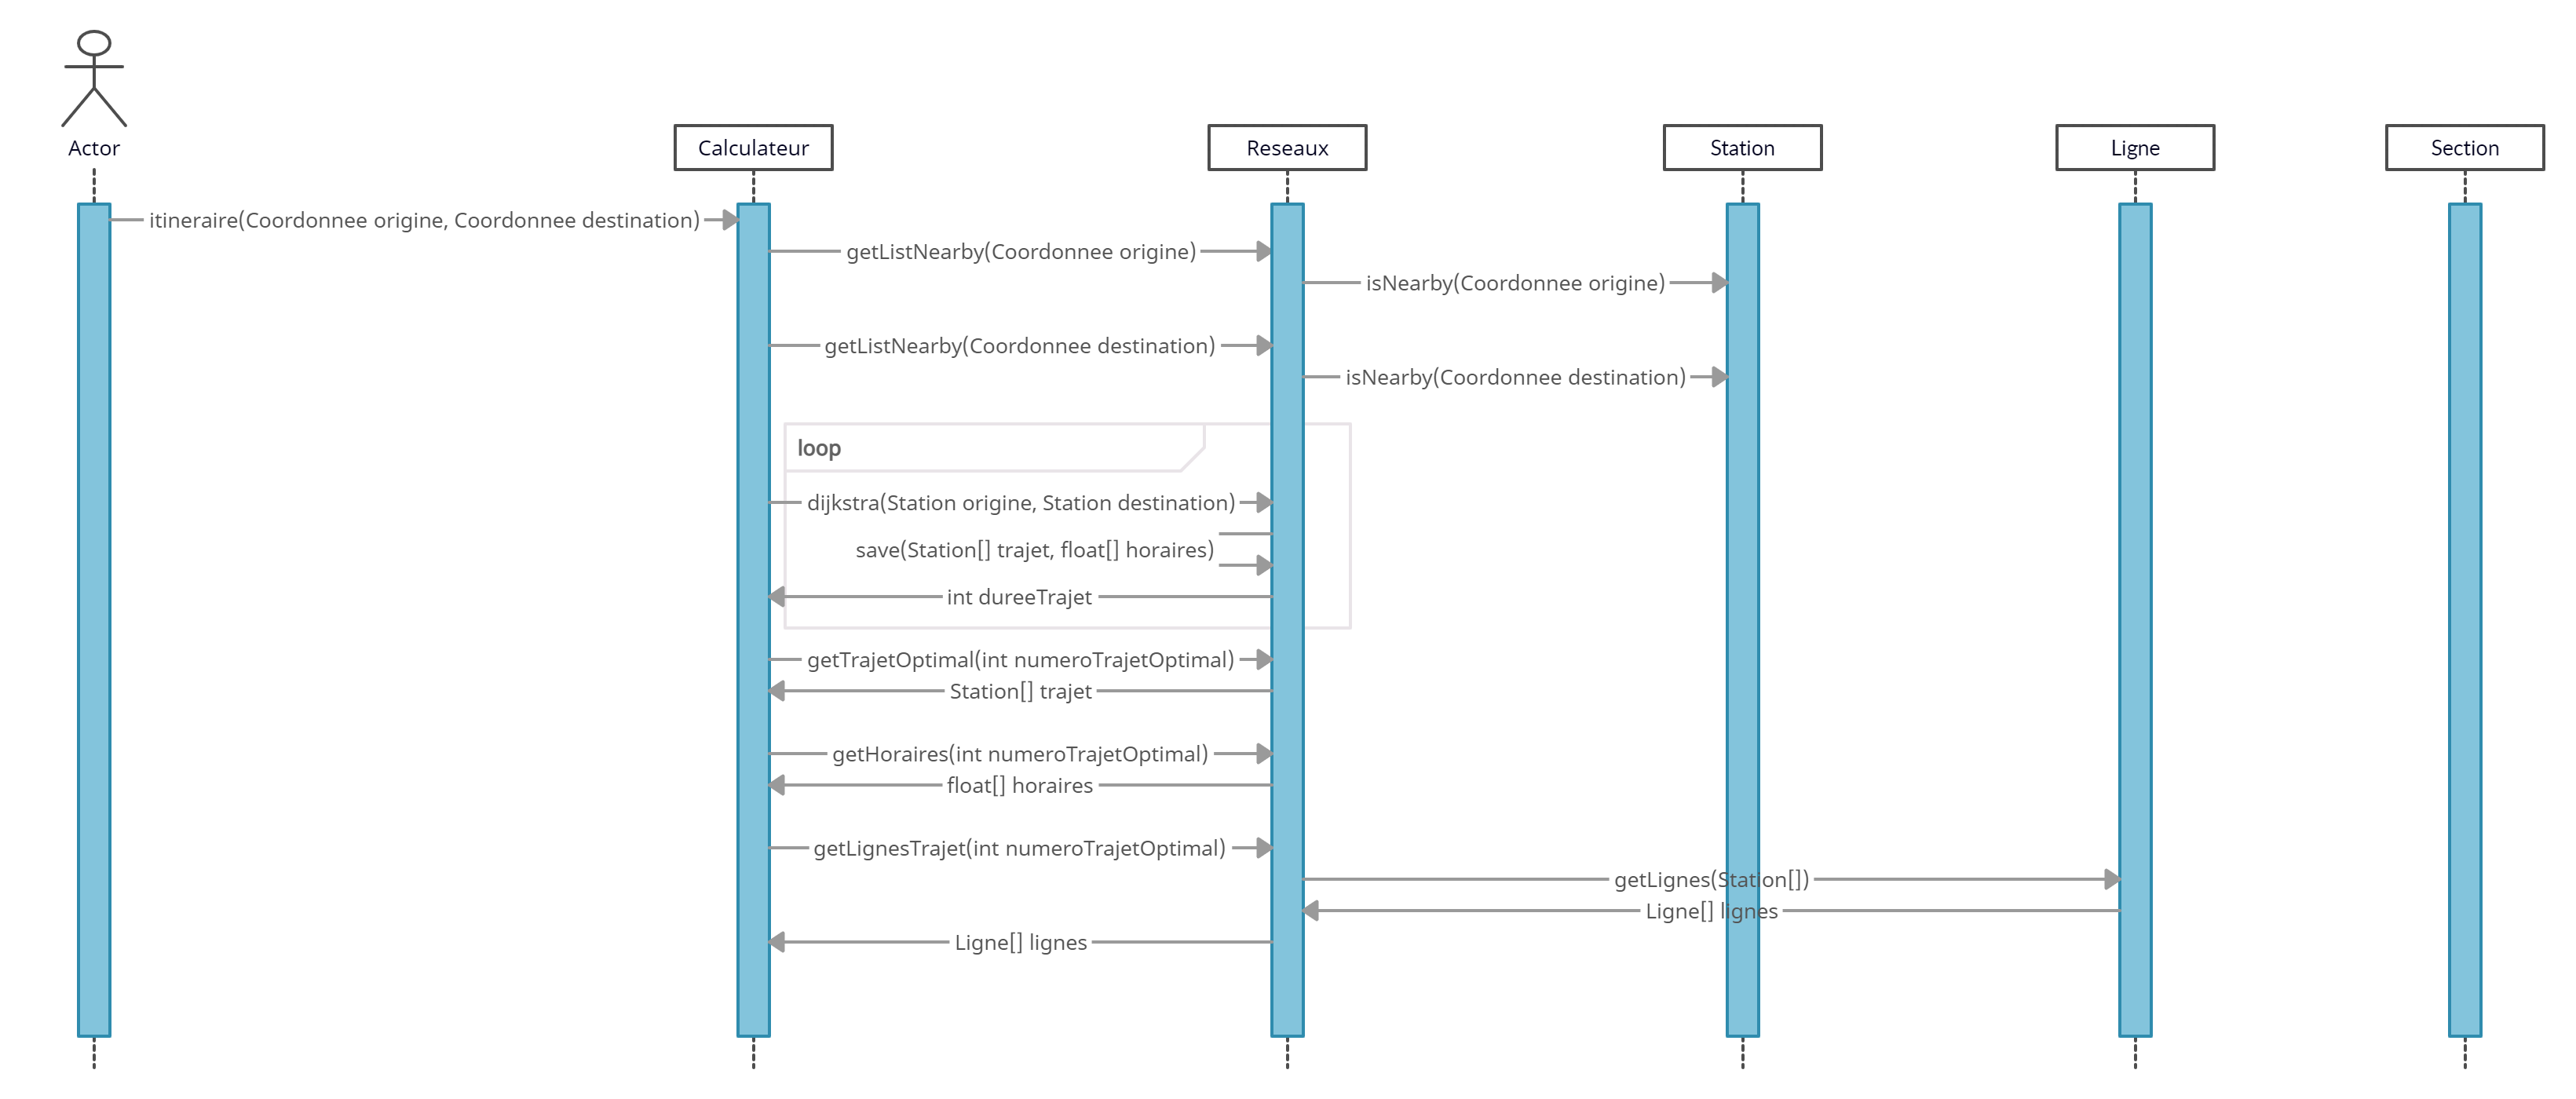 Actor
Calculateur
Reseaux
Station
Ligne
Section
itineraire(Coordonnee origine, Coordonnee destination)
getListNearby(Coordonnee origine)
isNearby(Coordonnee origine)
getListNearby(Coordonnee destination)
isNearby(Coordonnee destination)
loop
dijkstra(Station origine, Station destination)
save(Station[] trajet, float[] horaires)
int dureeTrajet
getTrajetOptimal(int numeroTrajetOptimal)
Station[] trajet
getHoraires(int numeroTrajetOptimal)
float[] horaires
getLignesTrajet(int numeroTrajetOptimal)
getLignes(Station[])
Ligne[] lignes
Ligne[] lignes